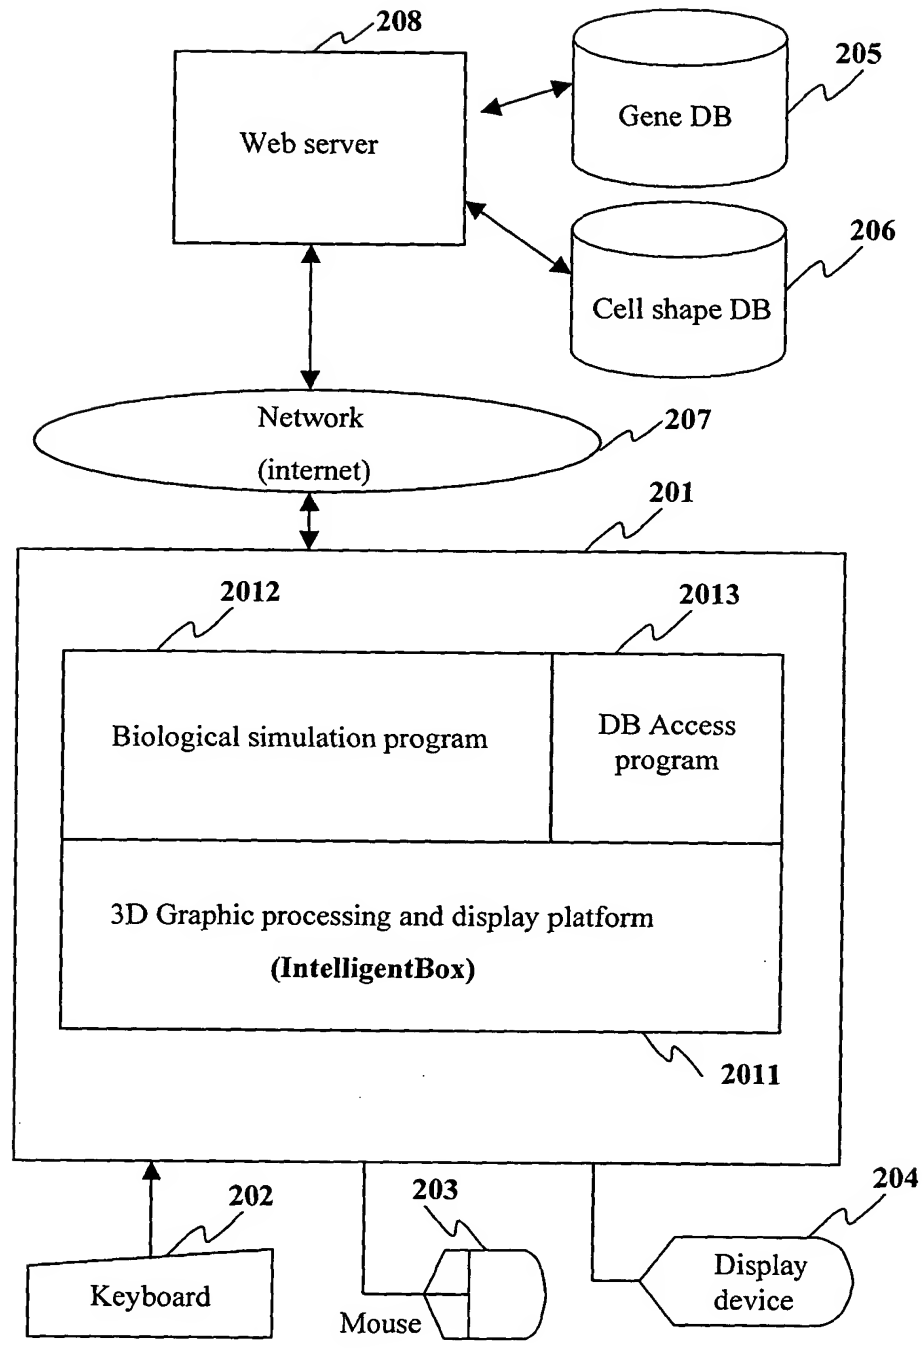 208
205
Gene DB
Web server
206
Cell shape DB
Network
207
(internet)
201
2012
2013
Biological simulation program
DB Access
program
3D Graphic processing and display platform
(IntelligentBox)
2011
202
203
204
Keyboard
Mouse
Display
device